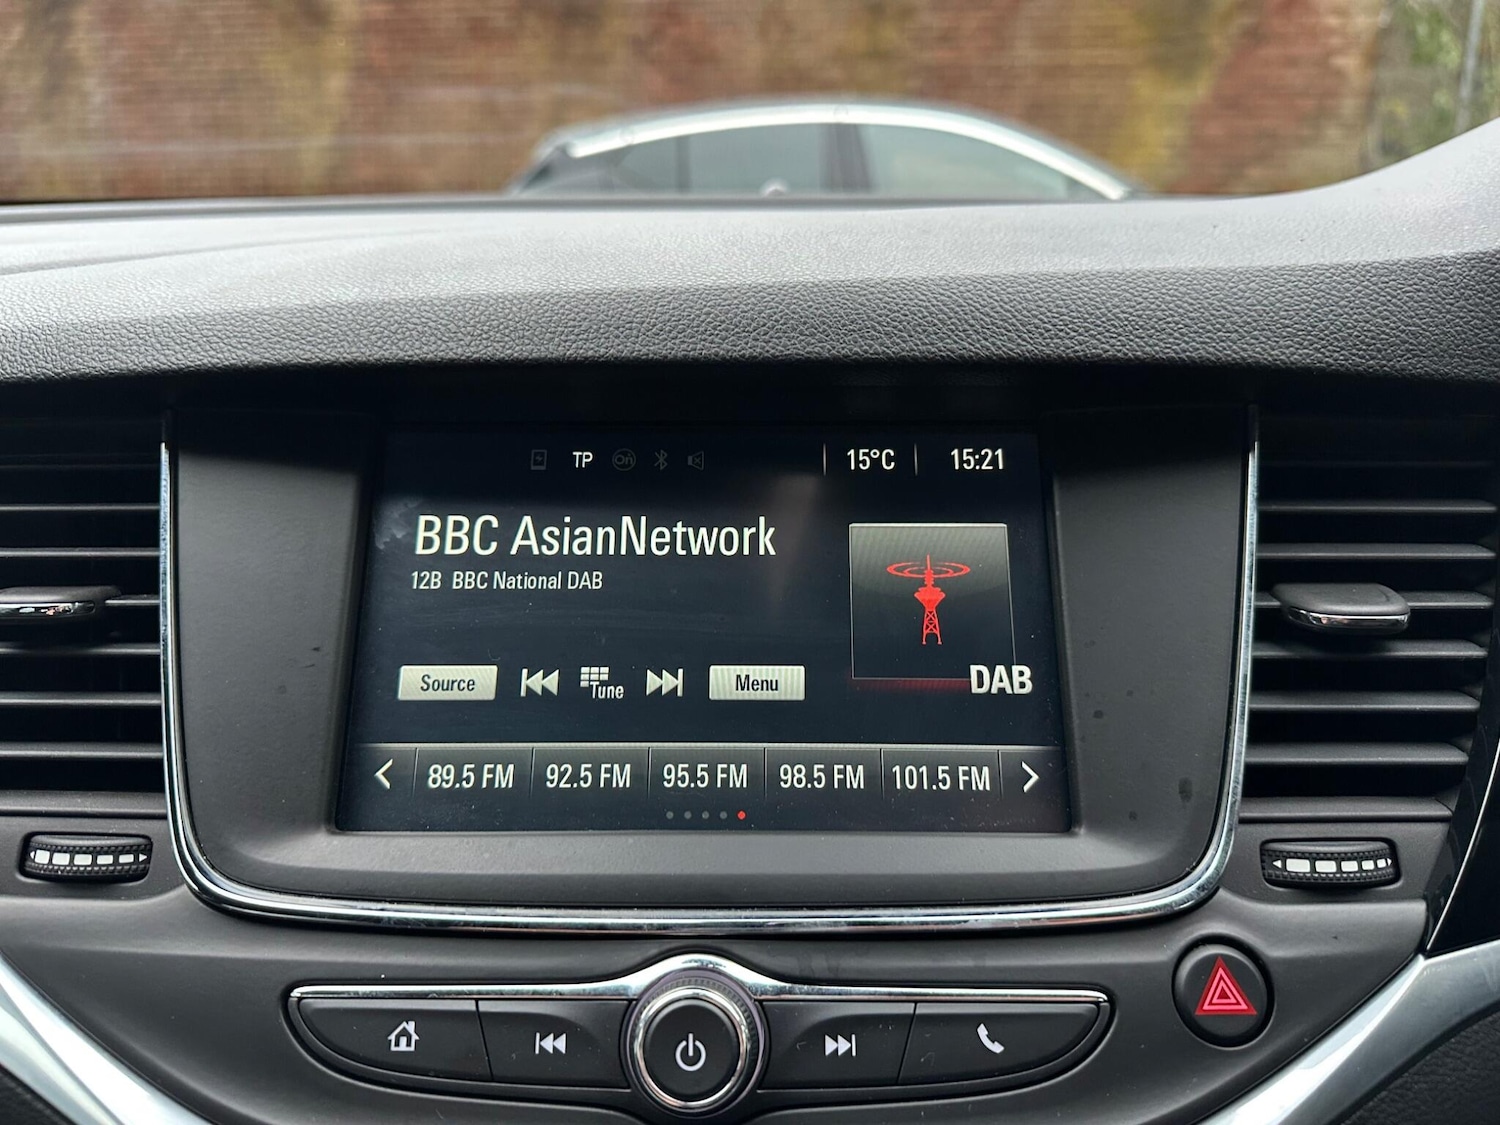 TP On 15°C 15:21
BBC AsianNetwork
12B BBC National DAB
DAB
Source Tune Menu
89.5 FM 92.5 FM 95.5 FM 98.5 FM 101.5 FM